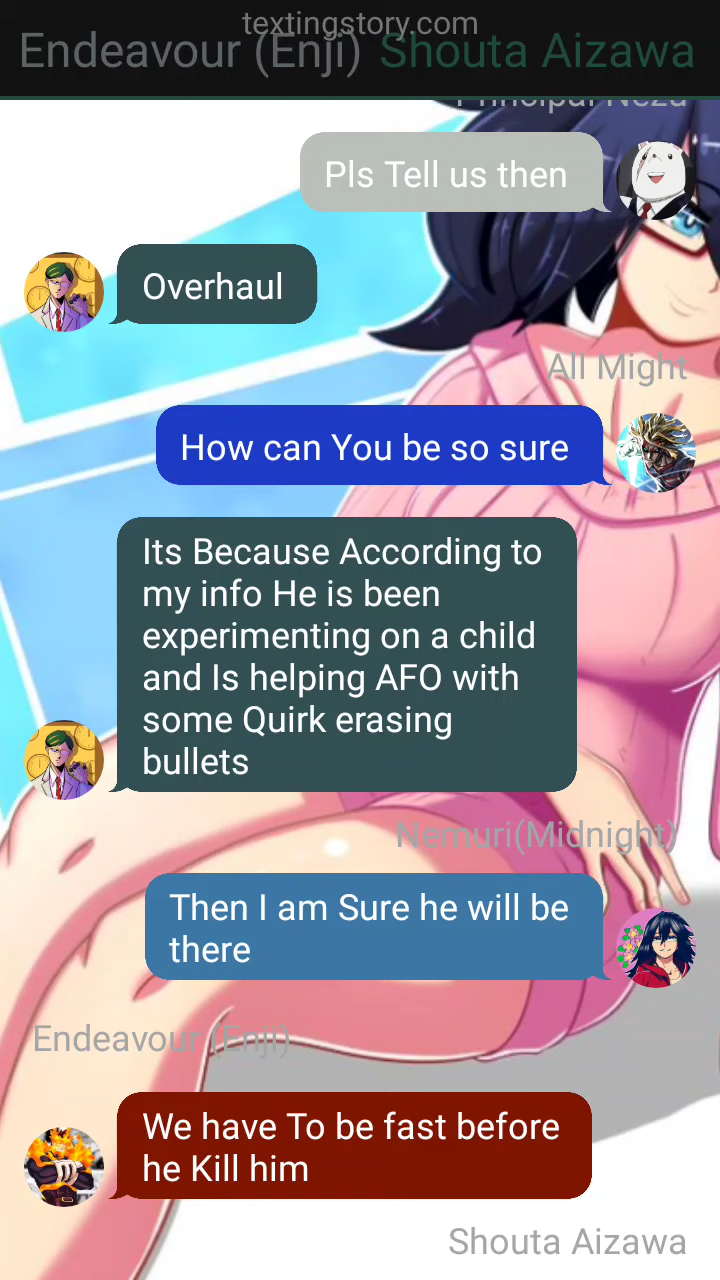 textingstory.com
Endeavour (Enji) Shouta Aizawa
Principal Nezu
Pls Tell us then
Overhaul
All Might
How can You be so sure
Its Because According to
my info He is been
experimenting on a child
and Is helping AFO with
some Quirk erasing
bullets
Nemuri(Midnight)
Then I am Sure he will be
there
Endeavour (Enji)
We have To be fast before
he Kill him
Shouta Aizawa